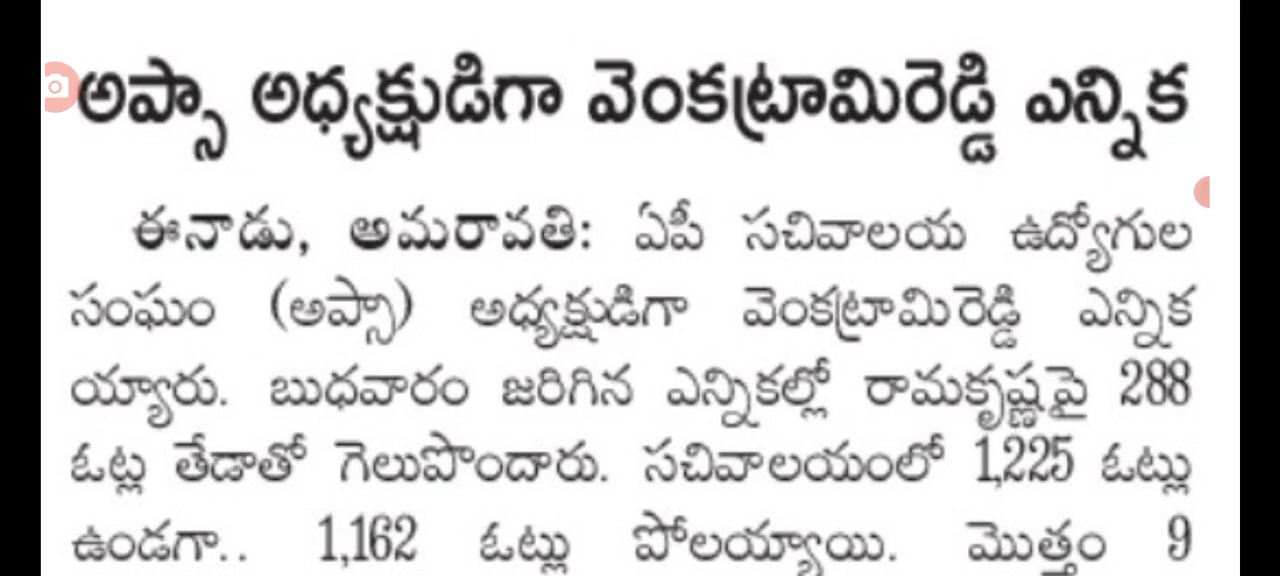 అప్సా అధ్యక్షుడిగా వెంకట్రామిరెడ్డి ఎన్నిక
ఈనాడు, అమరావతి: ఏపీ సచివాలయ ఉద్యోగుల
సంఘం (అప్సా) అధ్యక్షుడిగా వెంకట్రామిరెడ్డి ఎన్నిక
య్యారు. బుధవారం జరిగిన ఎన్నికల్లో రామకృష్ణపై 288
ఓట్ల తేడాతో గెలుపొందారు. సచివాలయంలో 1,225 ఓట్లు
ఉండగా.. 1,162 ఓట్లు పోలయ్యాయి. మొత్తం 9